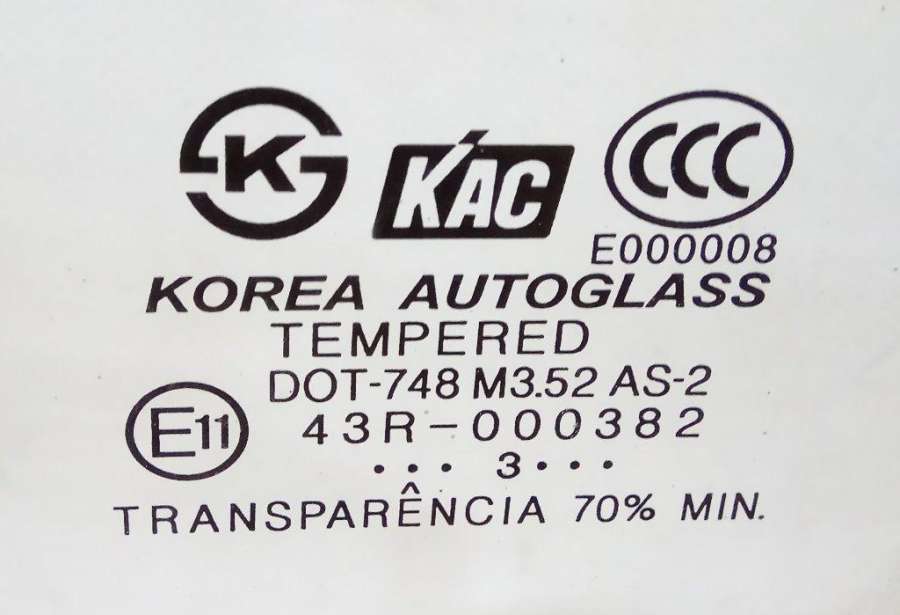 K KAC CCC
E000008
KOREA AUTOGLASS
TEMPERED
DOT-748 M3.52 AS-2
E11 43R-000382
••• 3•••
TRANSPARÊNCIA 70% MIN.